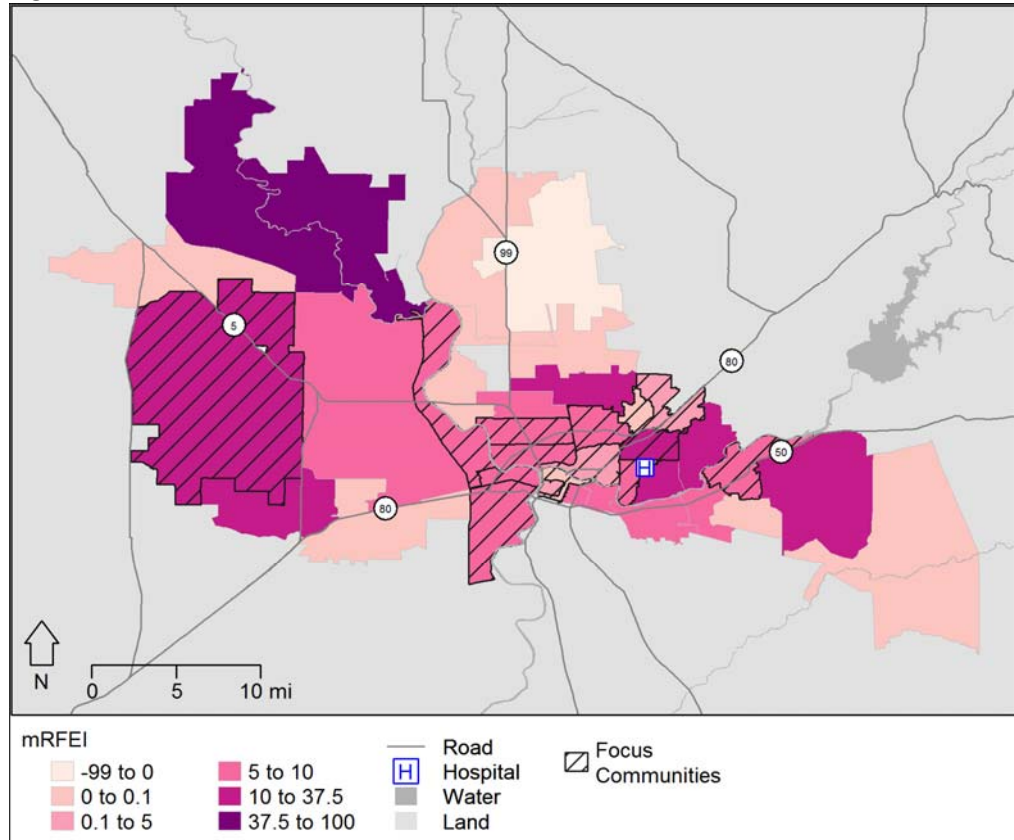 99
5
80
50
80
N
0 5 10 mi
mRFEI
-99 to 0
0 to 0.1
0.1 to 5
5 to 10
10 to 37.5
37.5 to 100
Road
H Hospital
Water
Land
Focus
Communities
H